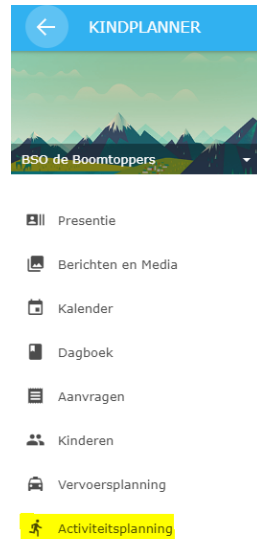 KINDPLANNER
BSO de Boomtoppers
Presentie
Berichten en Media
Kalender
Dagboek
Aanvragen
Kinderen
Vervoersplanning
Activiteitsplanning